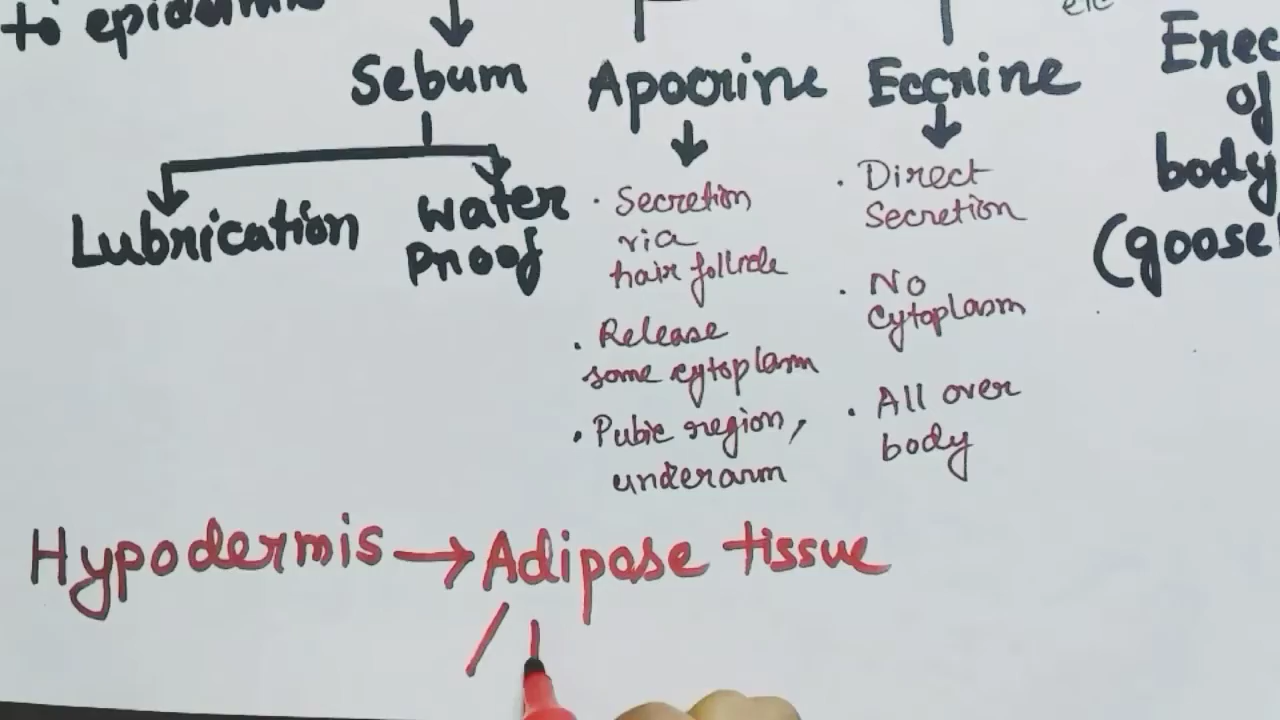 to epidermis
etc
Sebum
Apocrine
Eccrine
Erec
of
body
(goose
Lubrication
Water
proof
• Secretion
via
hair follicle
• Release
some cytoplasm
• Pubic region,
underarm
• Direct
Secretion
• No
Cytoplasm
• All over
body
Hypodermis → Adipose tissue